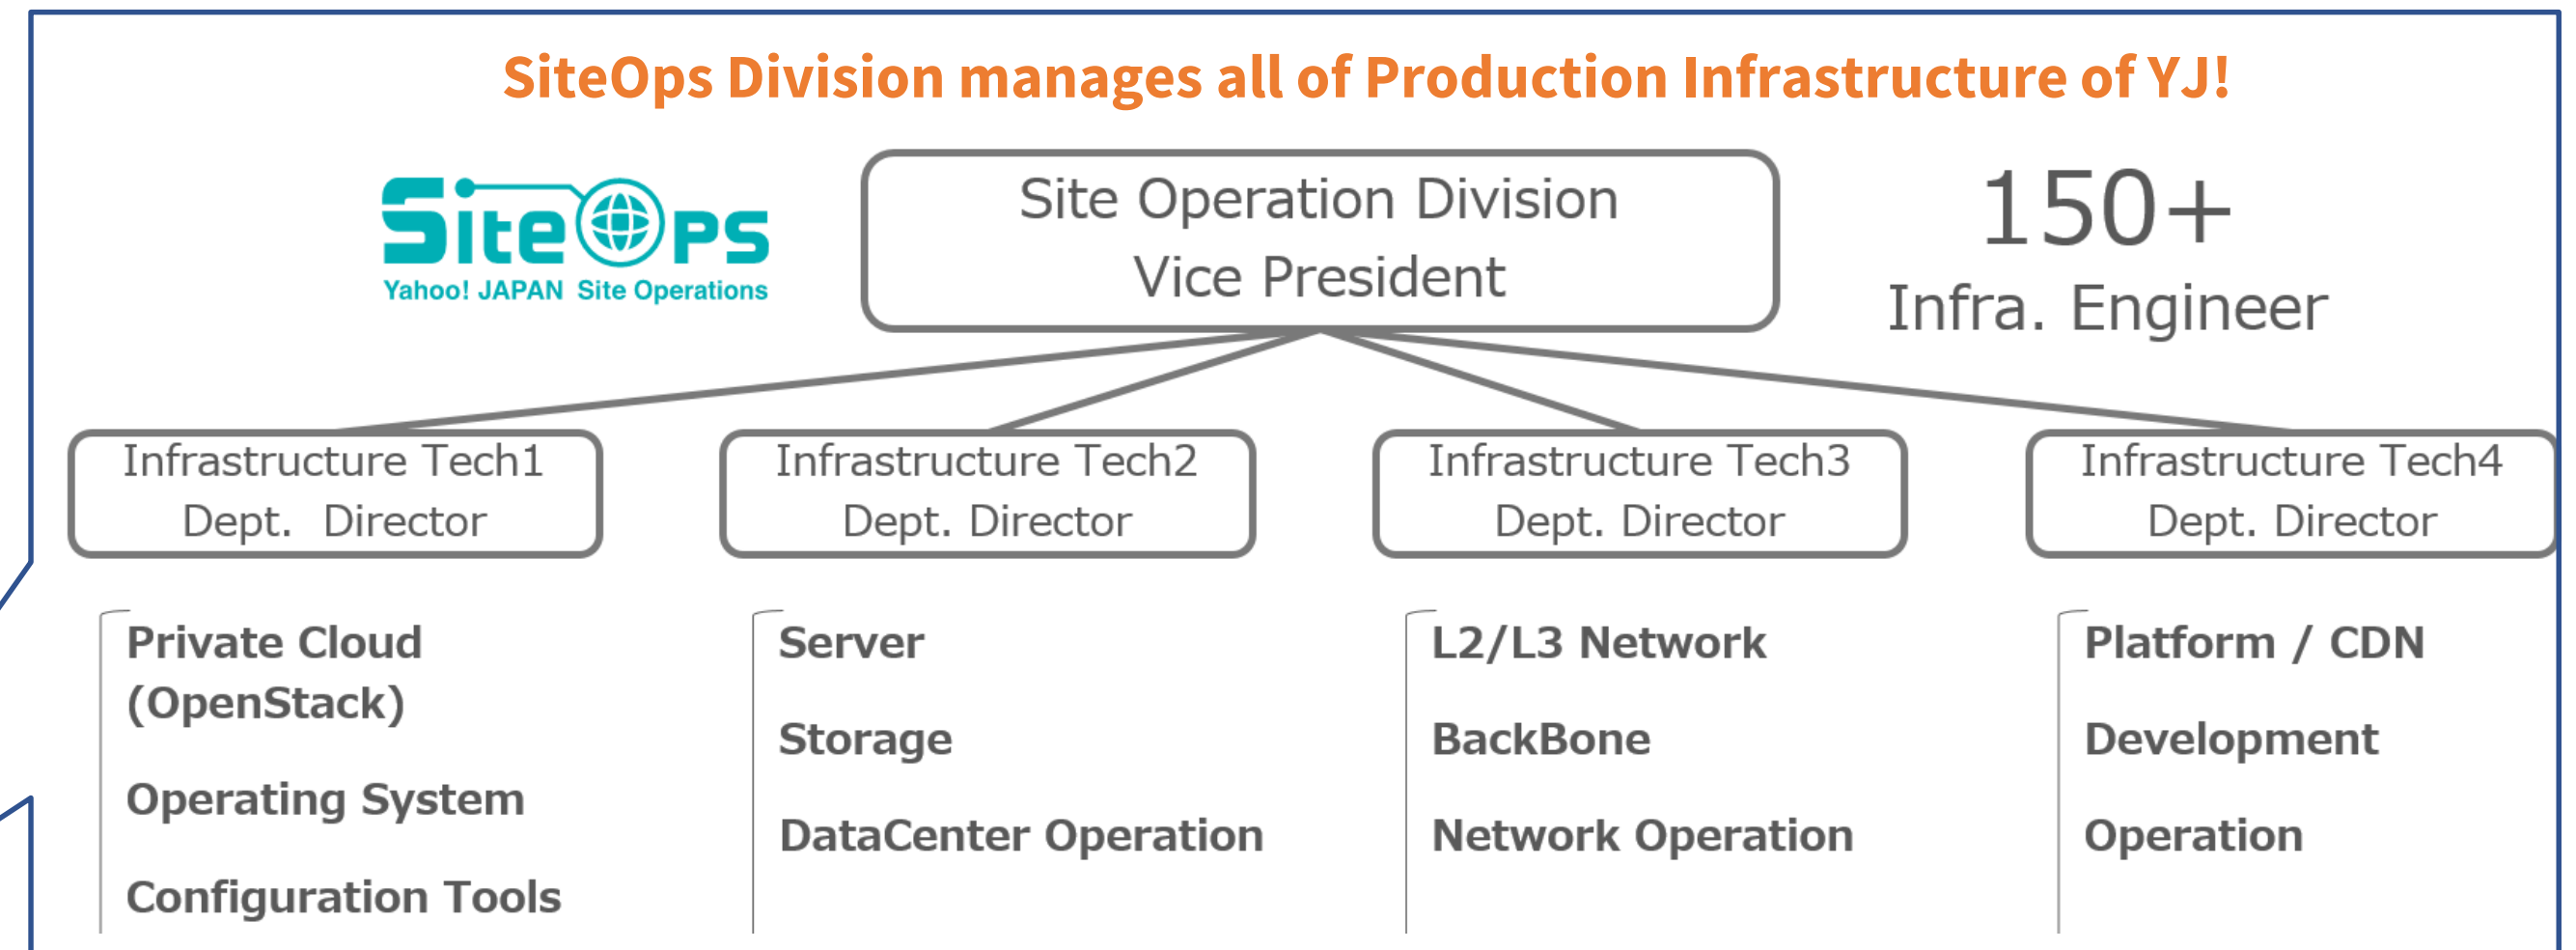 SiteOps Division manages all of Production Infrastructure of YJ!
SiteOps
Yahoo! JAPAN Site Operations
Site Operation Division
Vice President
150+
Infra. Engineer
Infrastructure Tech1
Dept. Director
Infrastructure Tech2
Dept. Director
Infrastructure Tech3
Dept. Director
Infrastructure Tech4
Dept. Director
Private Cloud
(OpenStack)
Operating System
Configuration Tools
Server
Storage
DataCenter Operation
L2/L3 Network
BackBone
Network Operation
Platform / CDN
Development
Operation